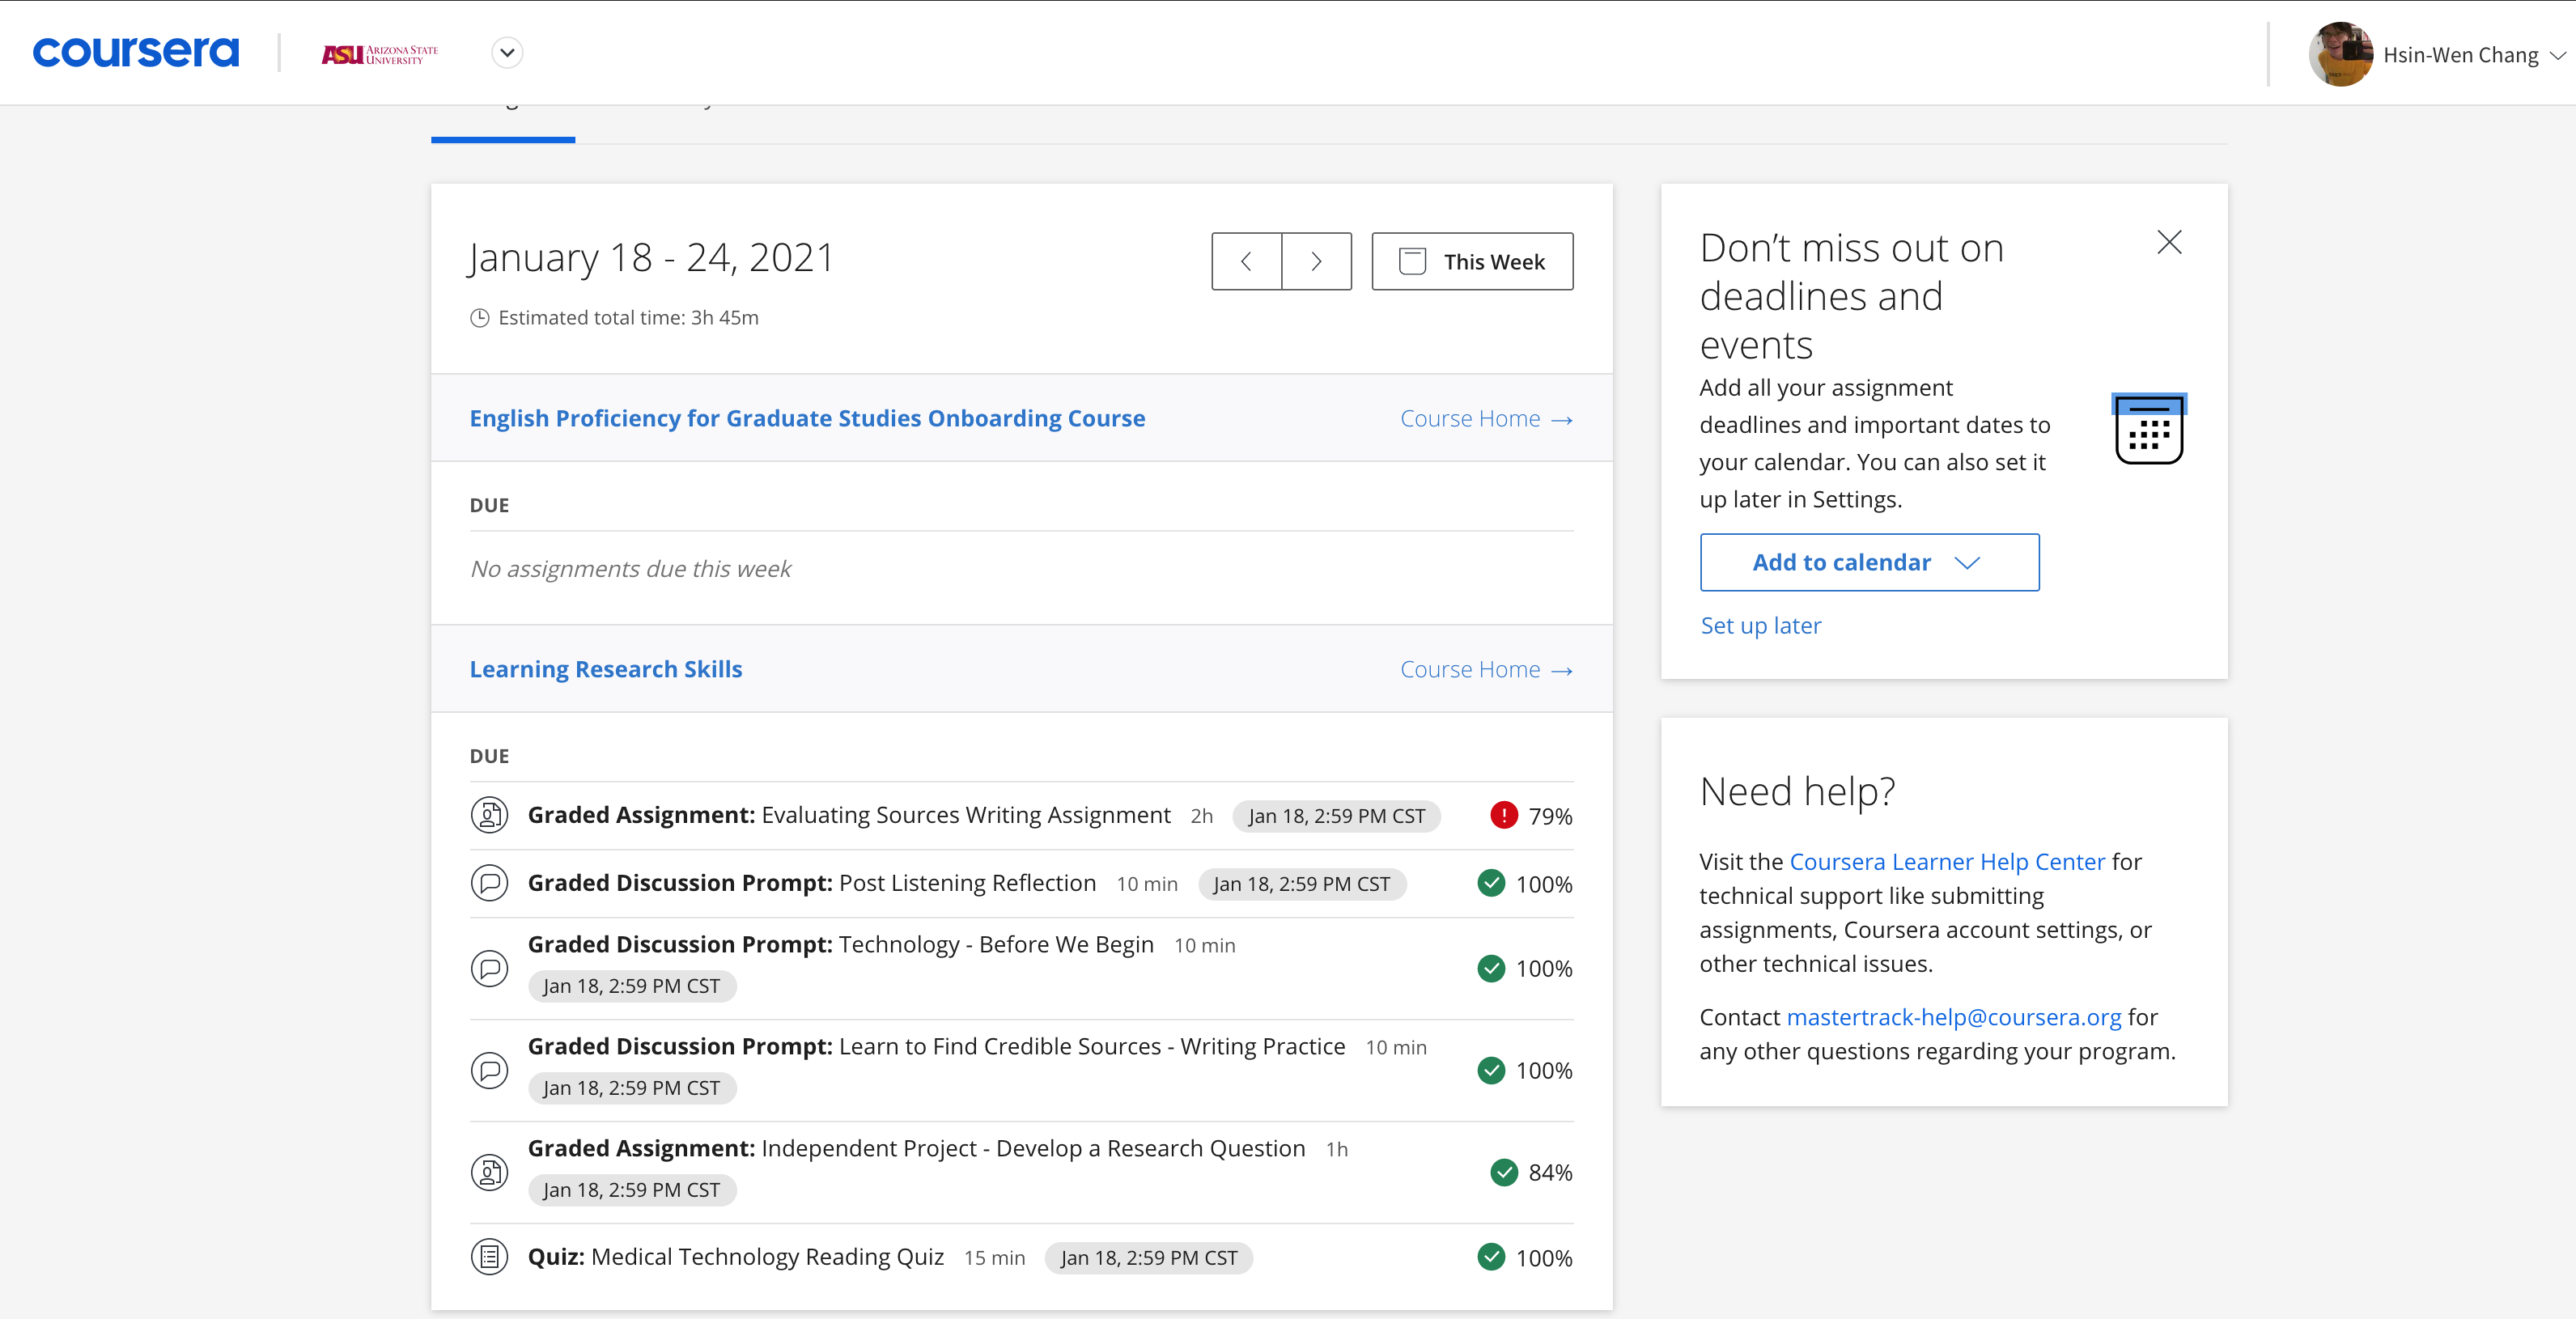 coursera
ASU ARIZONA STATE UNIVERSITY
Hsin-Wen Chang
January 18 - 24, 2021
This Week
Estimated total time: 3h 45m
English Proficiency for Graduate Studies Onboarding Course
Course Home →
DUE
No assignments due this week
Learning Research Skills
Course Home →
DUE
Graded Assignment: Evaluating Sources Writing Assignment 2h Jan 18, 2:59 PM CST 79%
Graded Discussion Prompt: Post Listening Reflection 10 min Jan 18, 2:59 PM CST 100%
Graded Discussion Prompt: Technology - Before We Begin 10 min
Jan 18, 2:59 PM CST
100%
Graded Discussion Prompt: Learn to Find Credible Sources - Writing Practice 10 min
Jan 18, 2:59 PM CST
100%
Graded Assignment: Independent Project - Develop a Research Question 1h
Jan 18, 2:59 PM CST
84%
Quiz: Medical Technology Reading Quiz 15 min Jan 18, 2:59 PM CST 100%
Don’t miss out on
deadlines and
events
Add all your assignment
deadlines and important dates to
your calendar. You can also set it
up later in Settings.
Add to calendar
Set up later
Need help?
Visit the Coursera Learner Help Center for
technical support like submitting
assignments, Coursera account settings, or
other technical issues.
Contact mastertrack-help@coursera.org for
any other questions regarding your program.